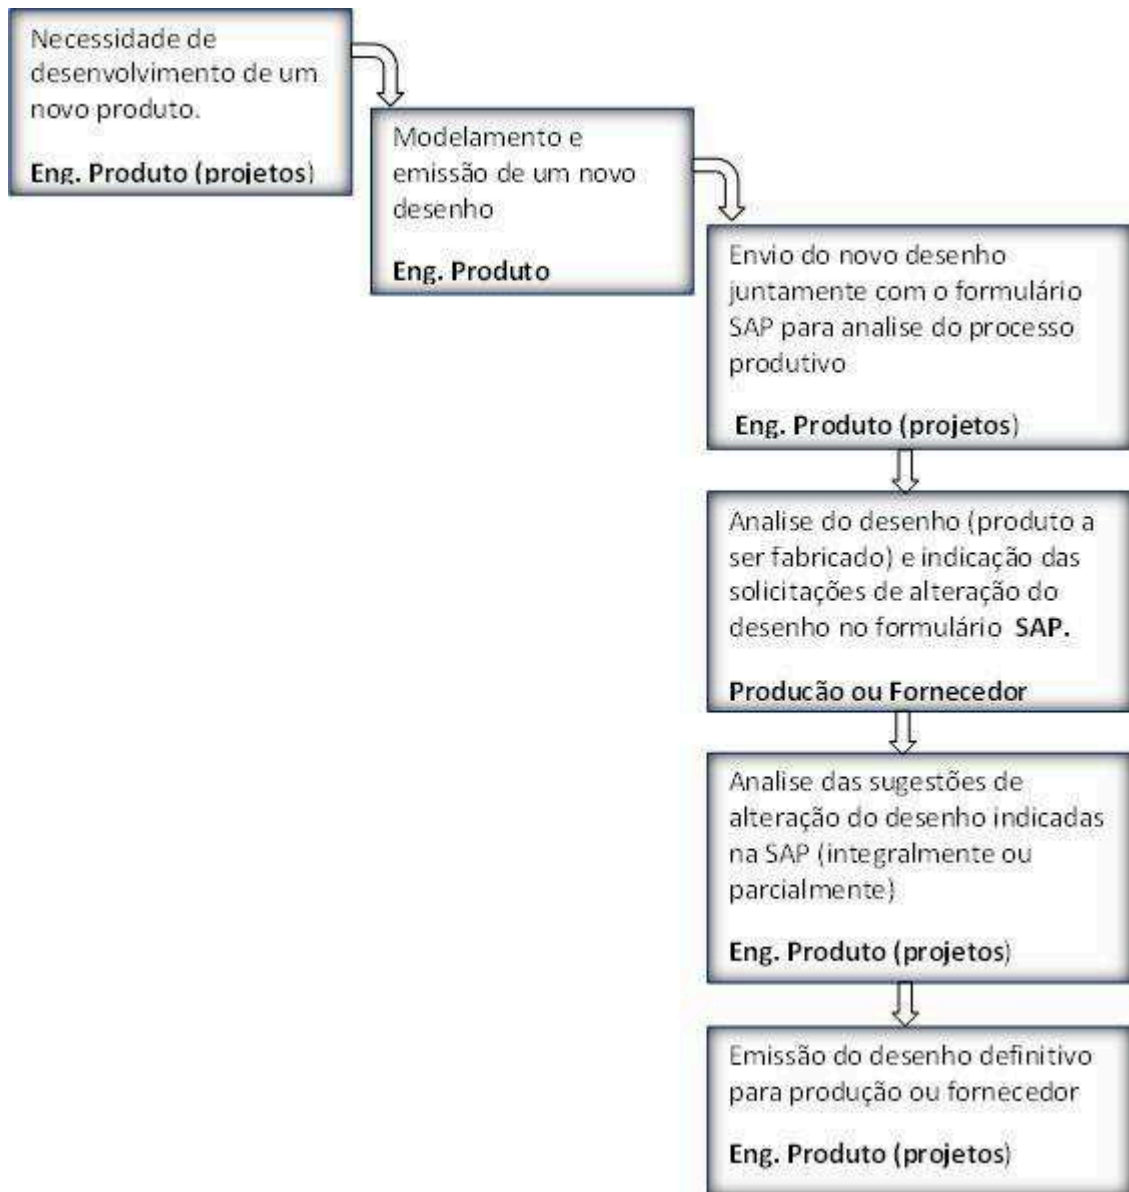 Necessidade de
desenvolvimento de um
novo produto.
Eng. Produto (projetos)
Modelamento e
emissão de um novo
desenho
Eng. Produto
Envio do novo desenho
juntamente com o formulário
SAP para analise do processo
produtivo
Eng. Produto (projetos)
Analise do desenho (produto a
ser fabricado) e indicação das
solicitações de alteração do
desenho no formulário SAP.
Produção ou Fornecedor
Analise das sugestões de
alteração do desenho indicadas
na SAP (integralmente ou
parcialmente)
Eng. Produto (projetos)
Emissão do desenho definitivo
para produção ou fornecedor
Eng. Produto (projetos)